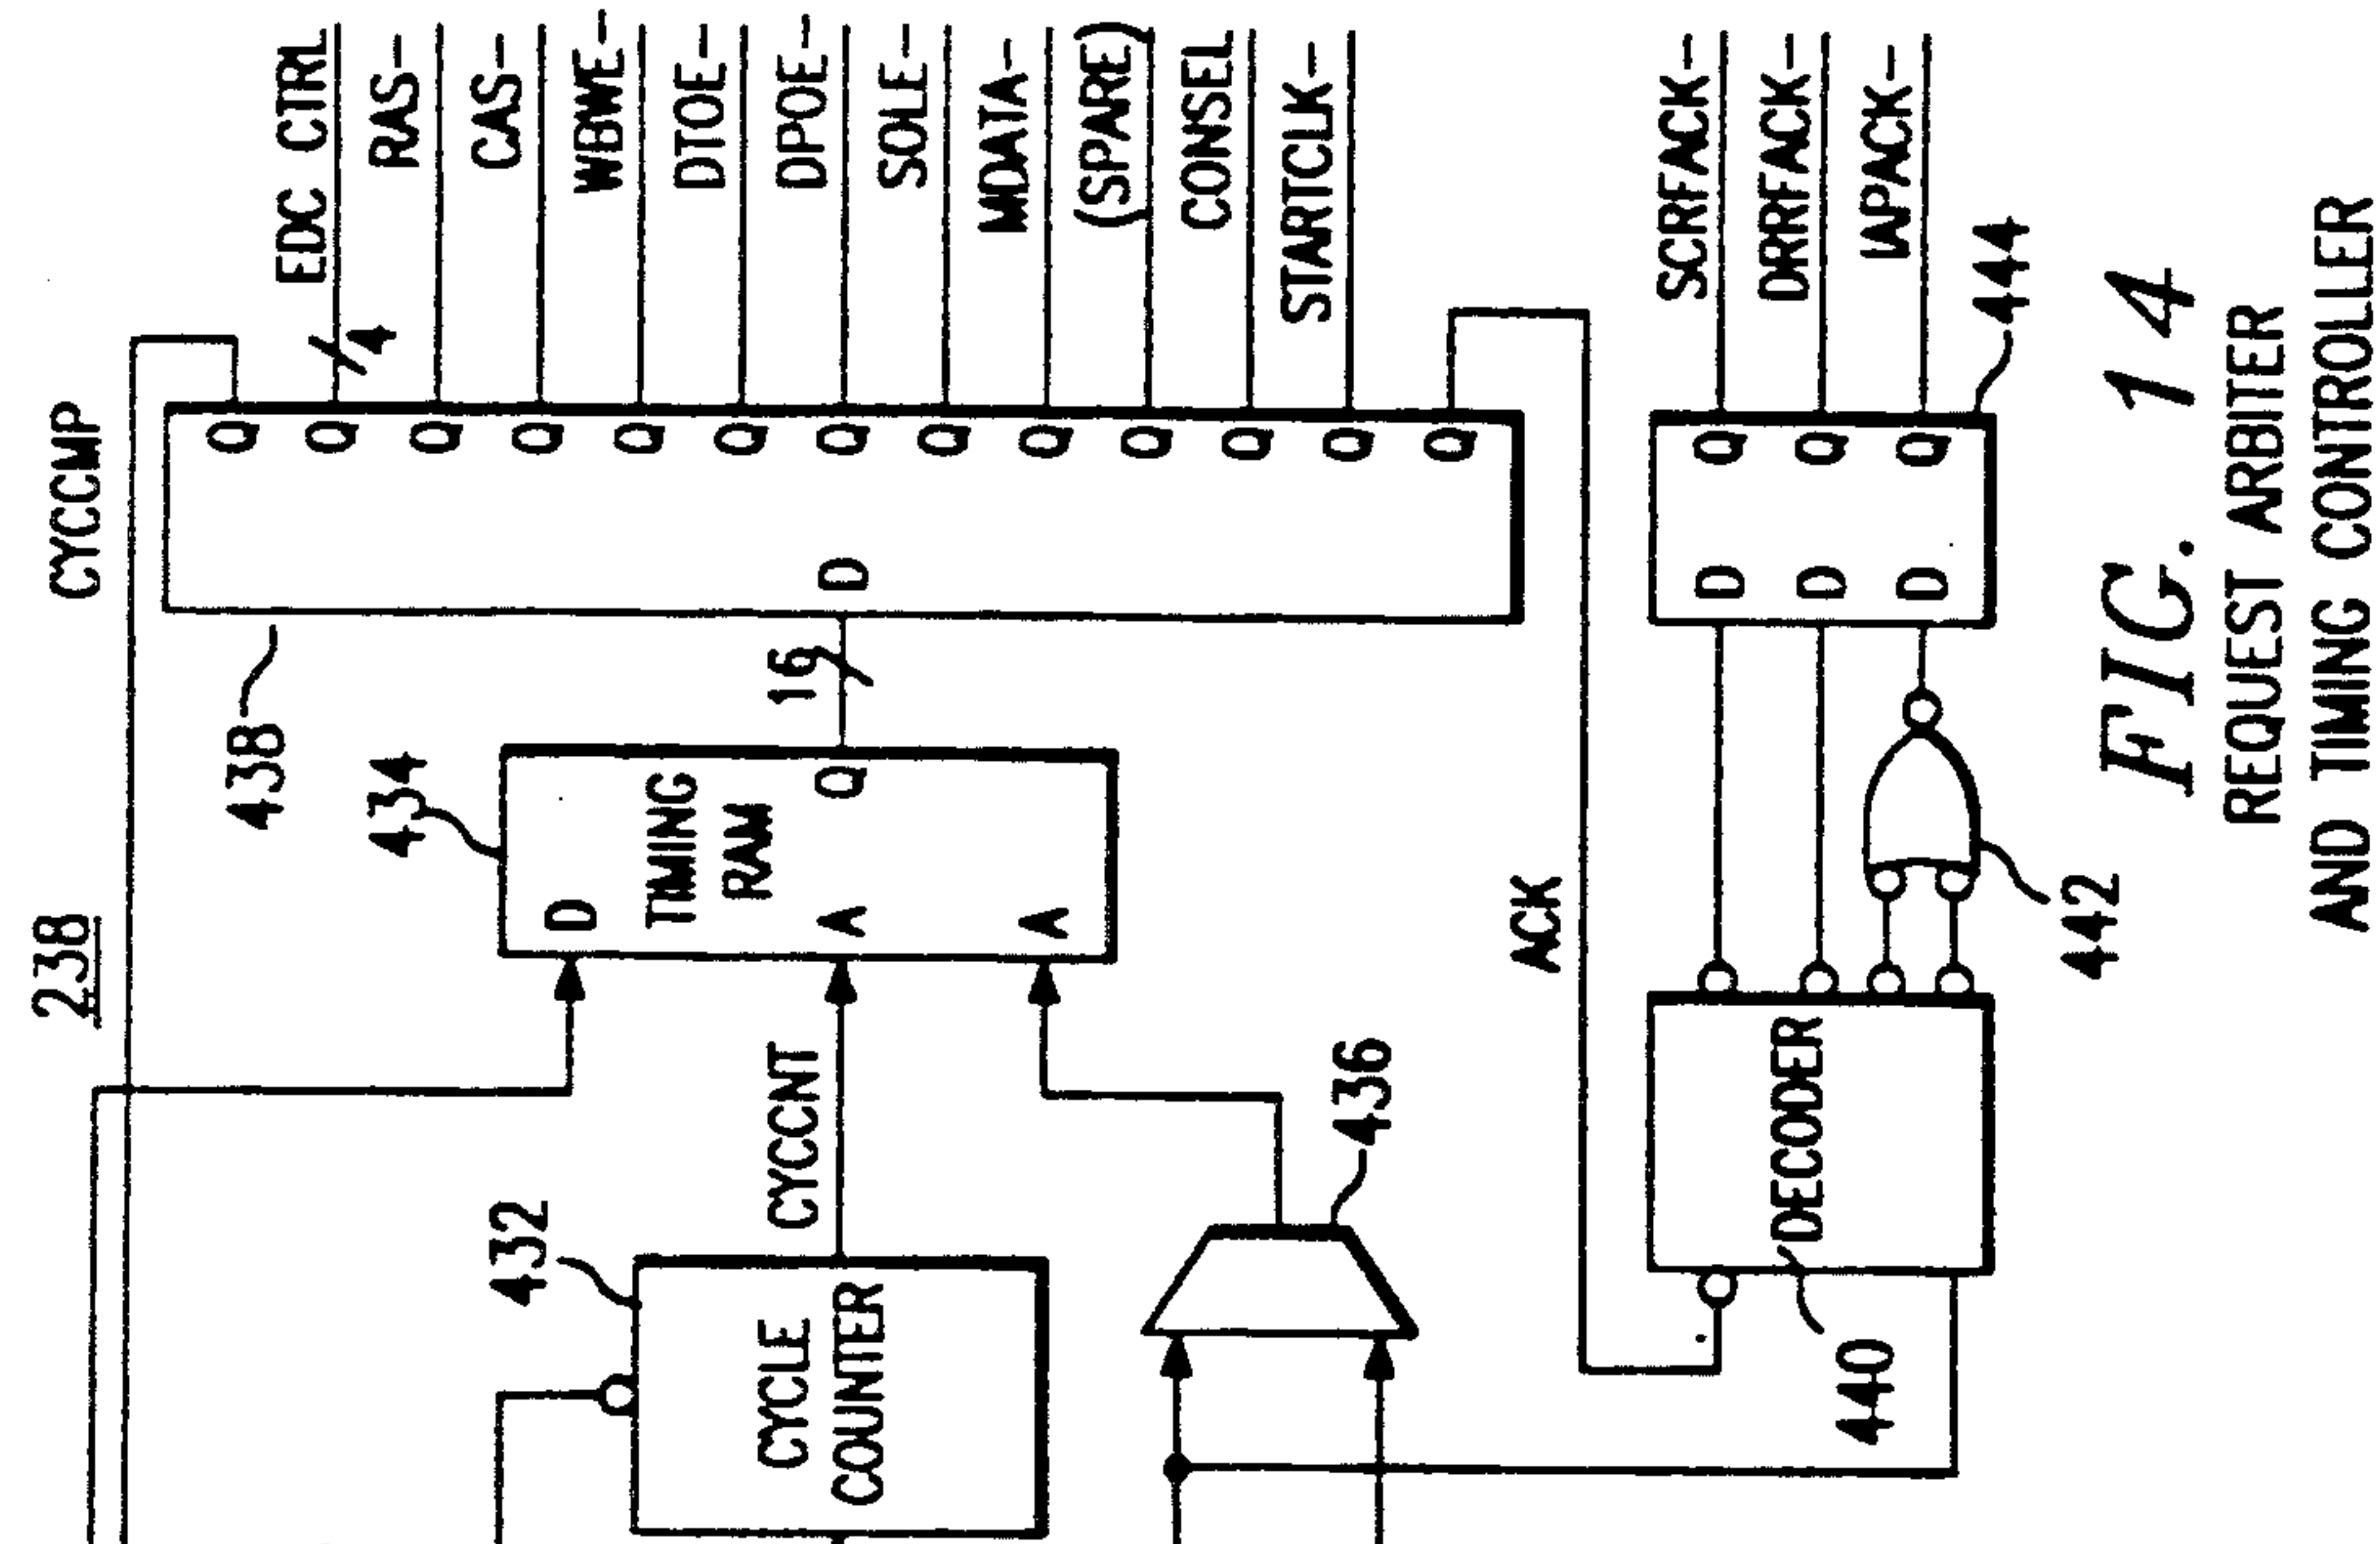 238
CYCCMP
438
Q
Q
Q
Q
Q
Q
Q
Q
Q
Q
Q
Q
Q
D
EDC CTRL
4
RAS-
CAS-
WBWE-
DTOE-
DPOE-
SOLE-
MDATA-
(SPARE)
CONSEL
STARTCLK-
16
434
D
TIMING
RAM
Q
A
A
432
CYCLE
COUNTER
CYCCNT
436
ACK
DECODER
440
442
D
D
D
Q
Q
Q
444
SCRFACK-
DRRFACK-
IAPACK-
FIG. 14
REQUEST ARBITER
AND TIMING CONTROLLER